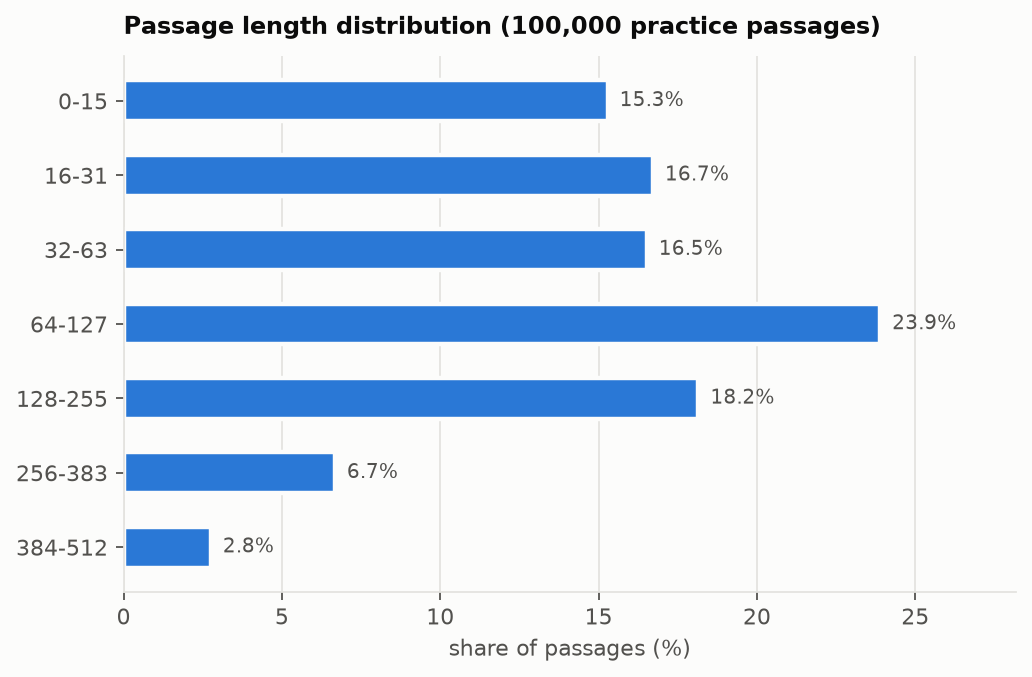 Passage length distribution (100,000 practice passages)
0-15 15.3%
16-31 16.7%
32-63 16.5%
64-127 23.9%
128-255 18.2%
256-383 6.7%
384-512 2.8%
0 5 10 15 20 25
share of passages (%)